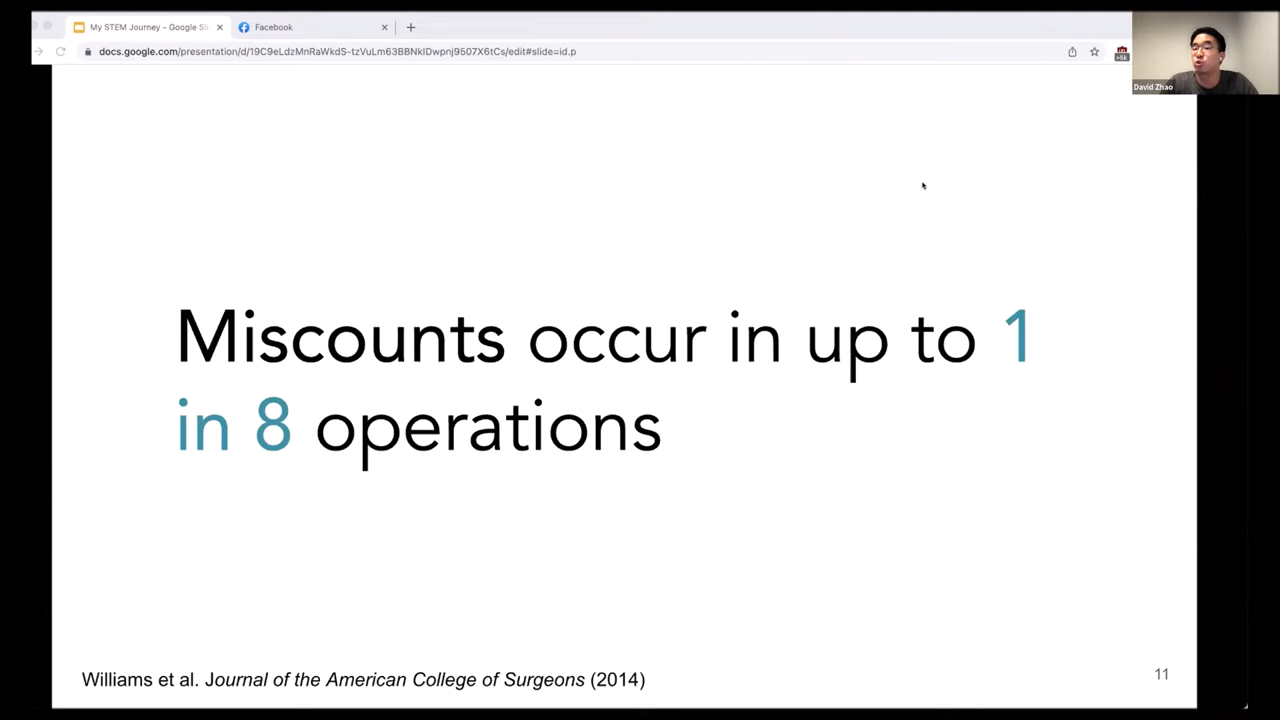 My STEM Journey - Google Sli
Facebook
docs.google.com/presentation/d/19C9eLdzMnRaWkdS-tzVuLm63BBNkIDwpnj9507X6tCs/edit#slide=id.p
>5k
David Zhao
Miscounts occur in up to 1
in 8 operations
Williams et al. Journal of the American College of Surgeons (2014)
11